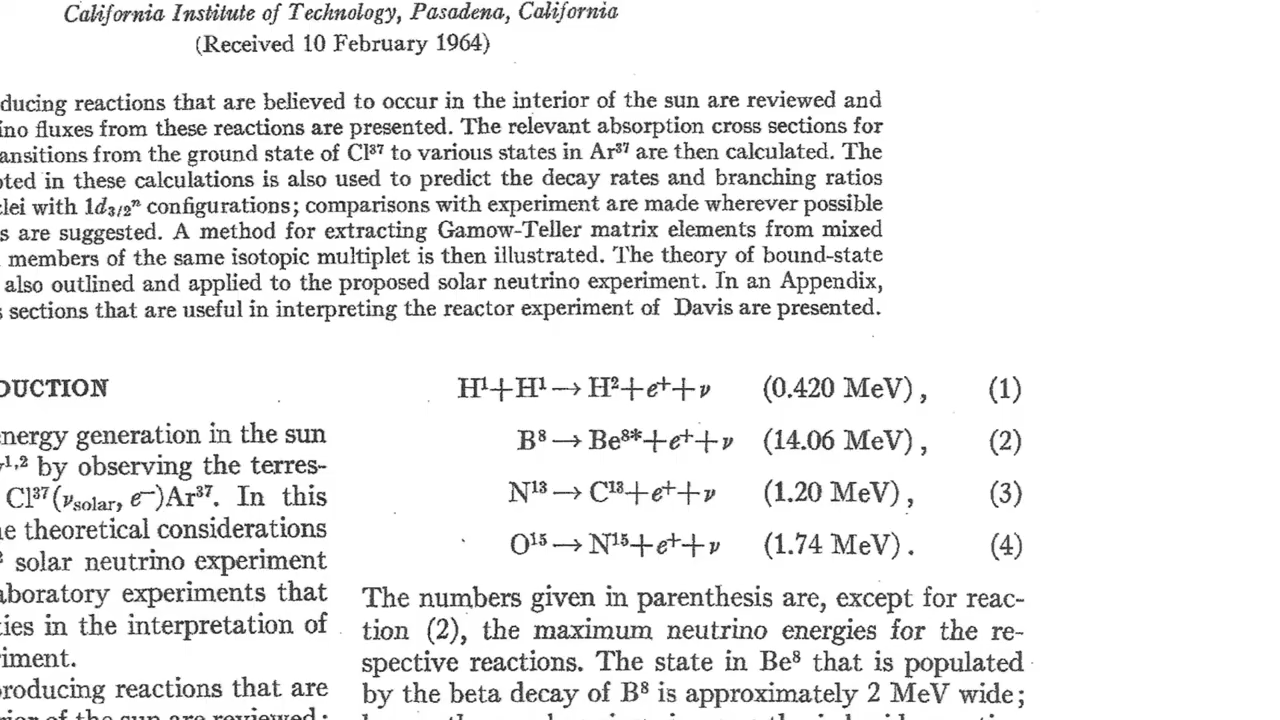 California Institute of Technology, Pasadena, California
(Received 10 February 1964)
ducing reactions that are believed to occur in the interior of the sun are reviewed and
ino fluxes from these reactions are presented. The relevant absorption cross sections for
ansitions from the ground state of Cl³⁷ to various states in Ar³⁷ are then calculated. The
pted in these calculations is also used to predict the decay rates and branching ratios
lei with 1d₃/₂ⁿ configurations; comparisons with experiment are made wherever possible
s are suggested. A method for extracting Gamow-Teller matrix elements from mixed
members of the same isotopic multiplet is then illustrated. The theory of bound-state
also outlined and applied to the proposed solar neutrino experiment. In an Appendix,
s sections that are useful in interpreting the reactor experiment of Davis are presented.
DUCTION
energy generation in the sun
y¹,² by observing the terres-
Cl³⁷(νsolar, e⁻)Ar³⁷. In this
e theoretical considerations
solar neutrino experiment
aboratory experiments that
ties in the interpretation of
riment.
producing reactions that are
rior of the sun are reviewed;
H¹+H¹→H²+e⁺+ν (0.420 MeV), (1)
B⁸→Be⁸*+e⁺+ν (14.06 MeV), (2)
N¹³→C¹³+e⁺+ν (1.20 MeV), (3)
O¹⁵→N¹⁵+e⁺+ν (1.74 MeV). (4)
The numbers given in parenthesis are, except for reac-
tion (2), the maximum neutrino energies for the re-
spective reactions. The state in Be⁸ that is populated
by the beta decay of B⁸ is approximately 2 MeV wide;